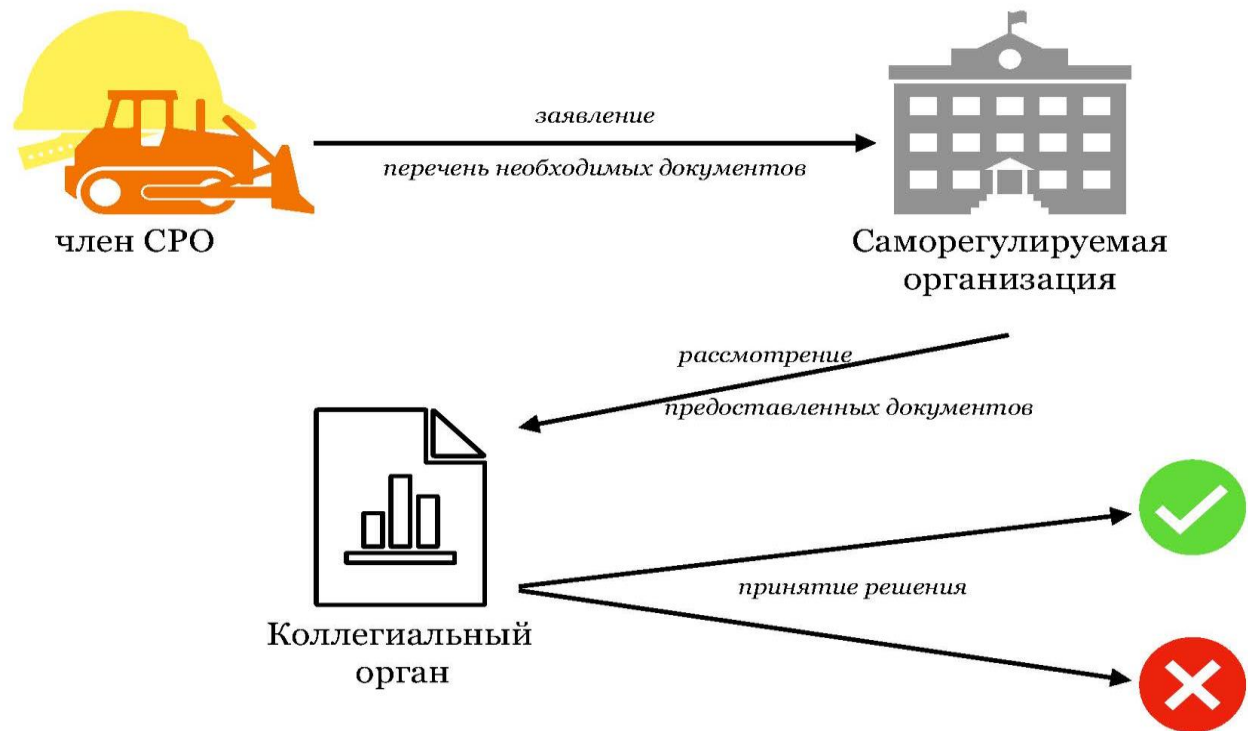 заявление
перечень необходимых документов
член СРО
Саморегулируемая
организация
рассмотрение
предоставленных документов
принятие решения
Коллегиальный
орган